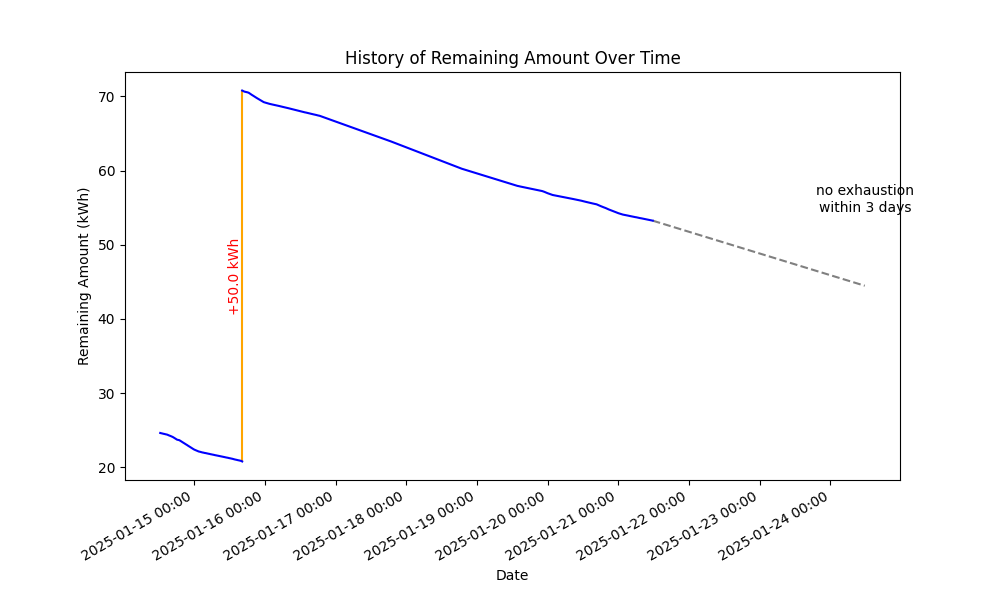 History of Remaining Amount Over Time
Remaining Amount (kWh)
70
60
50
40
30
20
+50.0 kWh
no exhaustion
within 3 days
2025-01-15 00:00
2025-01-16 00:00
2025-01-17 00:00
2025-01-18 00:00
2025-01-19 00:00
2025-01-20 00:00
2025-01-21 00:00
2025-01-22 00:00
2025-01-23 00:00
2025-01-24 00:00
Date